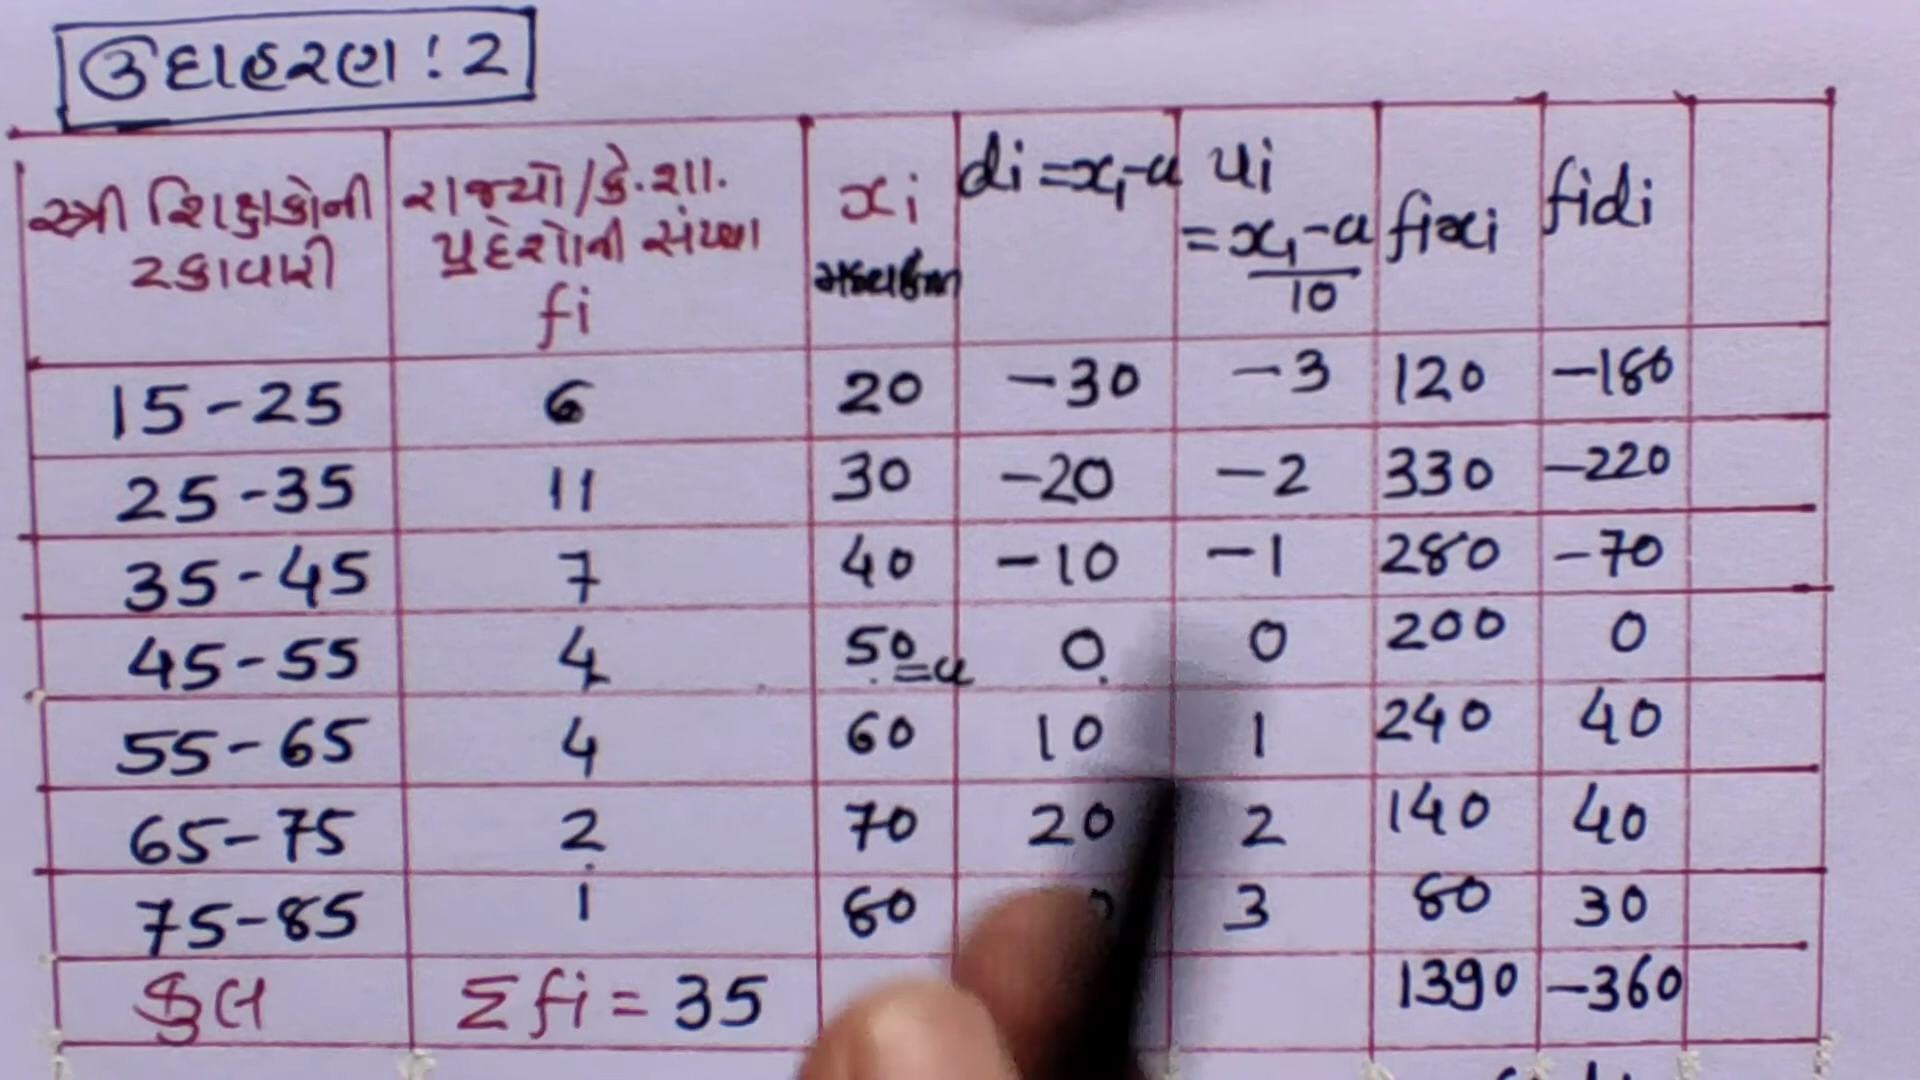 ઉદાહરણ : 2
સ્ત્રી શિક્ષકોની ટકાવારી | રાજ્યો/કે.શા. પ્રદેશોની સંખ્યા fi | xi | di = xi-a | ui = xi-a / 10 | fixi | fidi
15-25 6 20 -30 -3 120 -180
25-35 11 30 -20 -2 330 -220
35-45 7 40 -10 -1 280 -70
45-55 4 50=a 0 0 200 0
55-65 4 60 10 1 240 40
65-75 2 70 20 2 140 40
75-85 1 80 3 80 30
કુલ Σfi = 35 1390 -360